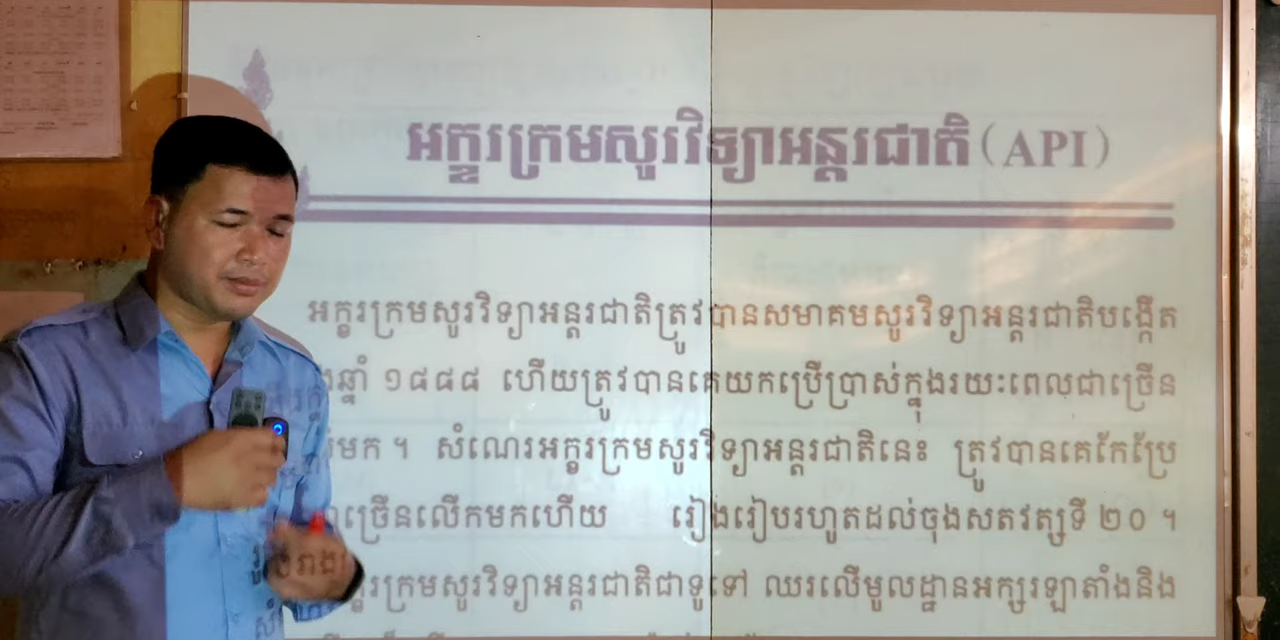 អក្ខរក្រមសូរវិទ្យាអន្តរជាតិ (API)
អក្ខរក្រមសូរវិទ្យាអន្តរជាតិត្រូវបានសមាគមសូរវិទ្យាអន្តរជាតិបង្កើត
ឆ្នាំ ១៨៨៨ ហើយត្រូវបានគេយកប្រើប្រាស់ក្នុងរយៈពេលជាច្រើន
មក ។ សំណេរអក្ខរក្រមសូរវិទ្យាអន្តរជាតិនេះ ត្រូវបានគេកែប្រែ
ច្រើនលើកមកហើយ រៀងរៀបរហូតដល់ចុងសតវត្សទី ២០ ។
ក្រមសូរវិទ្យាអន្តរជាតិជាទូទៅ ឈរលើមូលដ្ឋានអក្សរឡាតាំងនិង